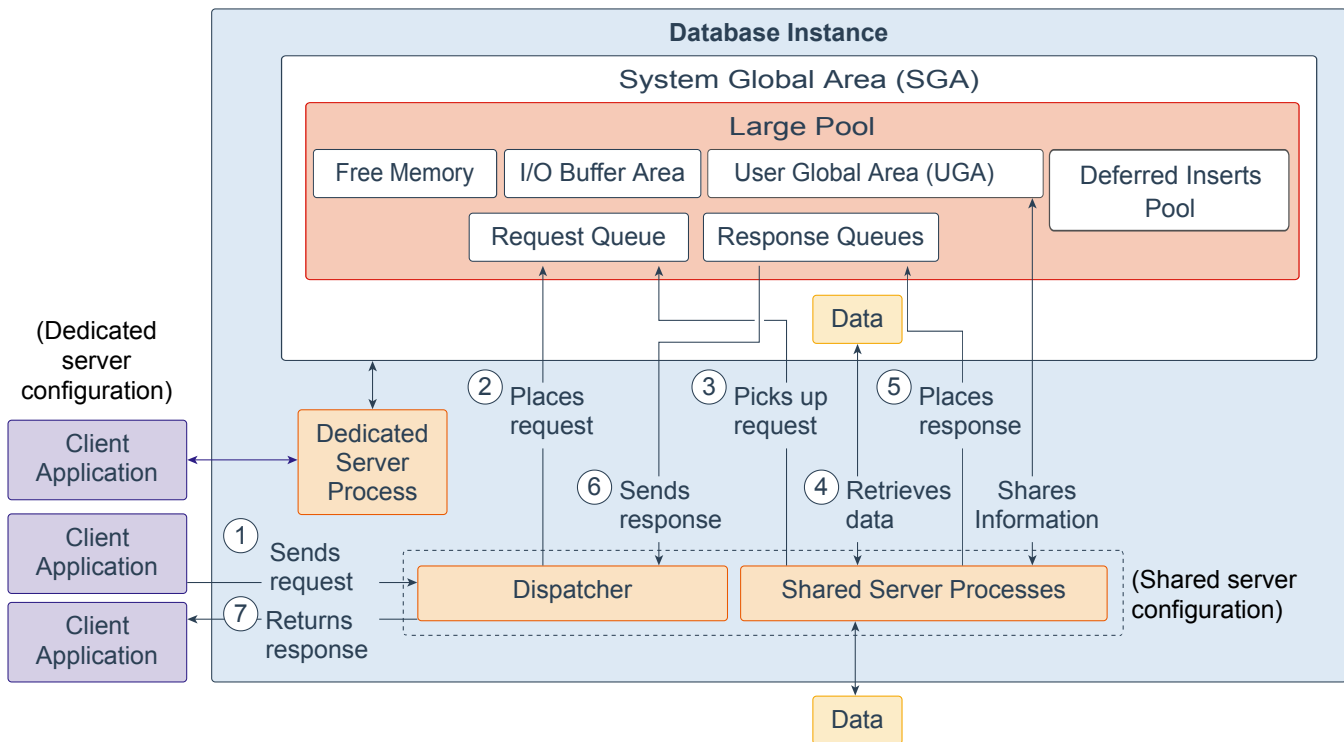 Database Instance
System Global Area (SGA)
Large Pool
Free Memory
I/O Buffer Area
User Global Area (UGA)
Deferred Inserts
Pool
Request Queue
Response Queues
Data
(Dedicated
server
configuration)
2
Places
request
3
Picks up
request
5
Places
response
Client
Application
Dedicated
Server
Process
6
Sends
response
4
Retrieves
data
Shares
Information
Client
Application
1
Sends
request
Dispatcher
Shared Server Processes
(Shared server
configuration)
Client
Application
7
Returns
response
Data